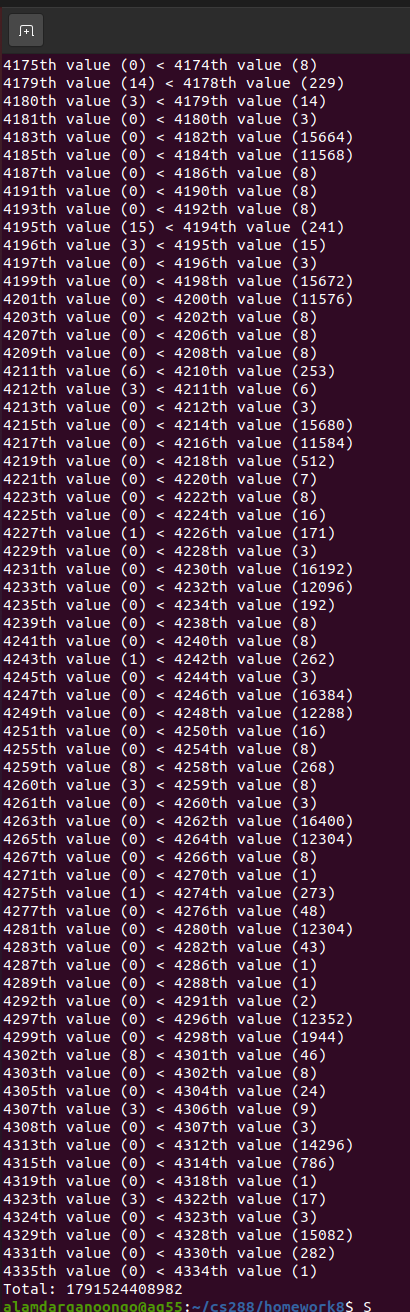 4175th value (0) < 4174th value (8)
4179th value (14) < 4178th value (229)
4180th value (3) < 4179th value (14)
4181th value (0) < 4180th value (3)
4183th value (0) < 4182th value (15664)
4185th value (0) < 4184th value (11568)
4187th value (0) < 4186th value (8)
4191th value (0) < 4190th value (8)
4193th value (0) < 4192th value (8)
4195th value (15) < 4194th value (241)
4196th value (3) < 4195th value (15)
4197th value (0) < 4196th value (3)
4199th value (0) < 4198th value (15672)
4201th value (0) < 4200th value (11576)
4203th value (0) < 4202th value (8)
4207th value (0) < 4206th value (8)
4209th value (0) < 4208th value (8)
4211th value (6) < 4210th value (253)
4212th value (3) < 4211th value (6)
4213th value (0) < 4212th value (3)
4215th value (0) < 4214th value (15680)
4217th value (0) < 4216th value (11584)
4219th value (0) < 4218th value (512)
4221th value (0) < 4220th value (7)
4223th value (0) < 4222th value (8)
4225th value (0) < 4224th value (16)
4227th value (1) < 4226th value (171)
4229th value (0) < 4228th value (3)
4231th value (0) < 4230th value (16192)
4233th value (0) < 4232th value (12096)
4235th value (0) < 4234th value (192)
4239th value (0) < 4238th value (8)
4241th value (0) < 4240th value (8)
4243th value (1) < 4242th value (262)
4245th value (0) < 4244th value (3)
4247th value (0) < 4246th value (16384)
4249th value (0) < 4248th value (12288)
4251th value (0) < 4250th value (16)
4255th value (0) < 4254th value (8)
4259th value (8) < 4258th value (268)
4260th value (3) < 4259th value (8)
4261th value (0) < 4260th value (3)
4263th value (0) < 4262th value (16400)
4265th value (0) < 4264th value (12304)
4267th value (0) < 4266th value (8)
4271th value (0) < 4270th value (1)
4275th value (1) < 4274th value (273)
4277th value (0) < 4276th value (48)
4281th value (0) < 4280th value (12304)
4283th value (0) < 4282th value (43)
4287th value (0) < 4286th value (1)
4289th value (0) < 4288th value (1)
4292th value (0) < 4291th value (2)
4297th value (0) < 4296th value (12352)
4299th value (0) < 4298th value (1944)
4302th value (8) < 4301th value (46)
4303th value (0) < 4302th value (8)
4305th value (0) < 4304th value (24)
4307th value (3) < 4306th value (9)
4308th value (0) < 4307th value (3)
4313th value (0) < 4312th value (14296)
4315th value (0) < 4314th value (786)
4319th value (0) < 4318th value (1)
4323th value (3) < 4322th value (17)
4324th value (0) < 4323th value (3)
4329th value (0) < 4328th value (15082)
4331th value (0) < 4330th value (282)
4335th value (0) < 4334th value (1)
Total: 1791524408982
alamdarganoongo@ag55:~/cs288/homework8$ S